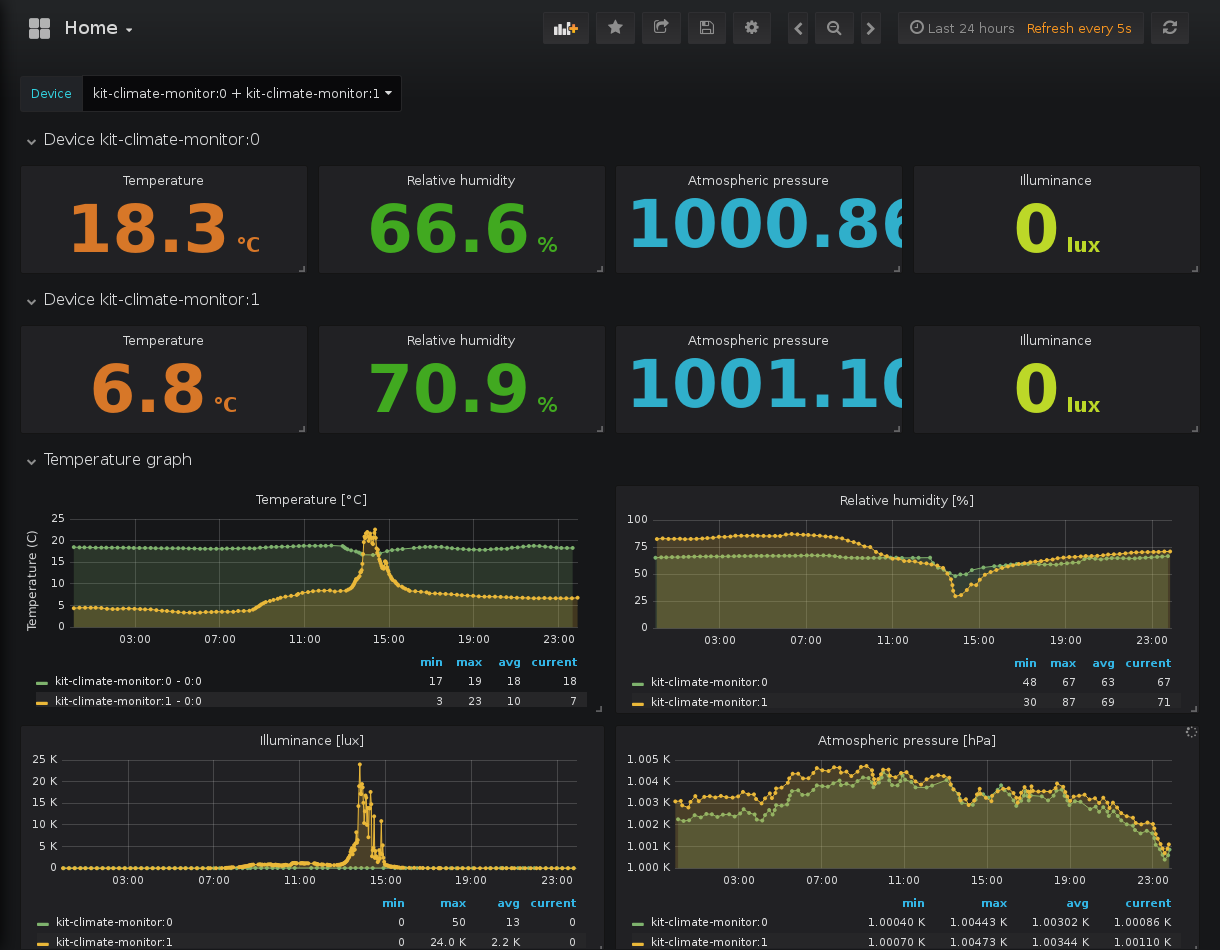 Home
Last 24 hours Refresh every 5s
Device kit-climate-monitor:0 + kit-climate-monitor:1
Device kit-climate-monitor:0
Temperature Relative humidity Atmospheric pressure Illuminance
18.3 °C 66.6 % 1000.86 0 lux
Device kit-climate-monitor:1
Temperature Relative humidity Atmospheric pressure Illuminance
6.8 °C 70.9 % 1001.10 0 lux
Temperature graph
Temperature [°C]
Temperature (C)
25
20
15
10
5
0
03:00 07:00 11:00 15:00 19:00 23:00
min max avg current
kit-climate-monitor:0 - 0:0 17 19 18 18
kit-climate-monitor:1 - 0:0 3 23 10 7
Relative humidity [%]
100
75
50
25
0
03:00 07:00 11:00 15:00 19:00 23:00
min max avg current
kit-climate-monitor:0 48 67 63 67
kit-climate-monitor:1 30 87 69 71
Illuminance [lux]
25 K
20 K
15 K
10 K
5 K
0
03:00 07:00 11:00 15:00 19:00 23:00
min max avg current
kit-climate-monitor:0 0 50 13 0
kit-climate-monitor:1 0 24.0 K 2.2 K 0
Atmospheric pressure [hPa]
1.005 K
1.004 K
1.003 K
1.002 K
1.001 K
1.000 K
03:00 07:00 11:00 15:00 19:00 23:00
min max avg current
kit-climate-monitor:0 1.00040 K 1.00443 K 1.00302 K 1.00086 K
kit-climate-monitor:1 1.00070 K 1.00473 K 1.00344 K 1.00110 K